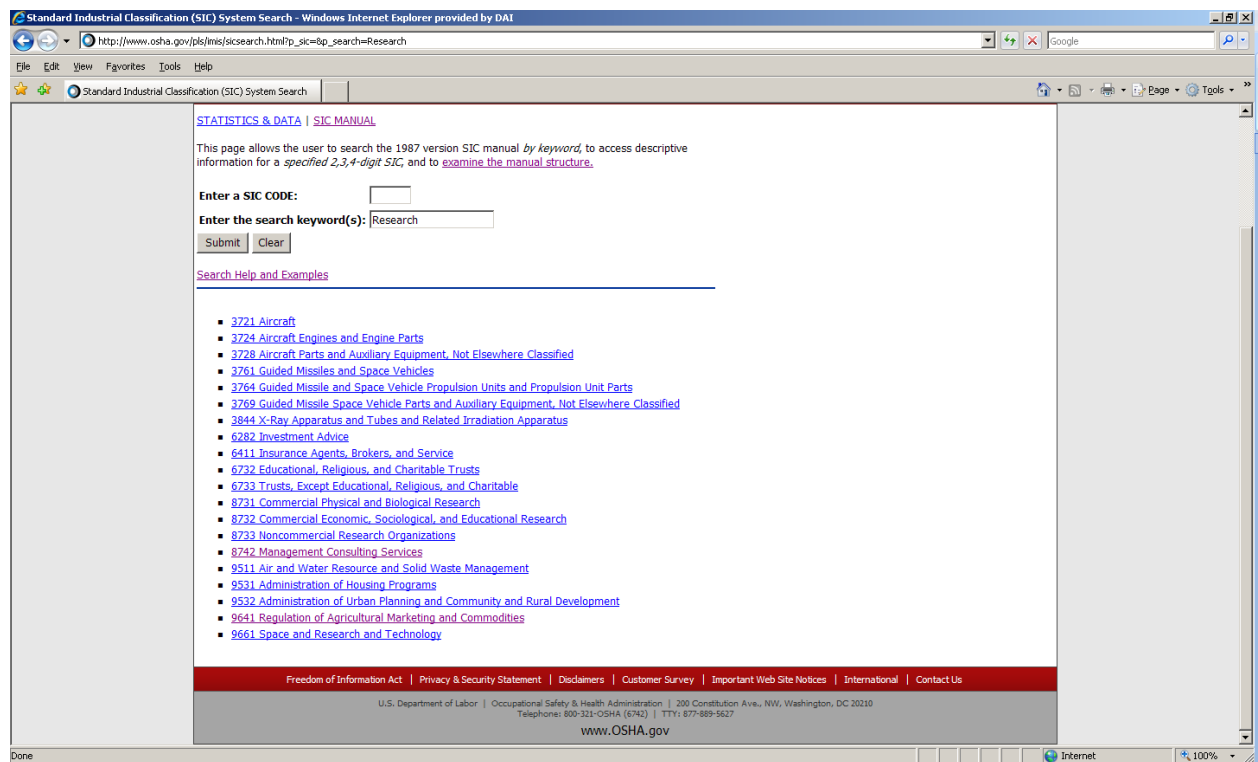 Standard Industrial Classification (SIC) System Search - Windows Internet Explorer provided by DAI
http://www.osha.gov/pls/imis/sicsearch.html?p_sic=&p_search=Research
Google
File Edit View Favorites Tools Help
Standard Industrial Classification (SIC) System Search
Page Tools
STATISTICS & DATA | SIC MANUAL
This page allows the user to search the 1987 version SIC manual by keyword, to access descriptive
information for a specified 2,3,4-digit SIC, and to examine the manual structure.
Enter a SIC CODE:
Enter the search keyword(s): Research
Submit Clear
Search Help and Examples
3721 Aircraft
3724 Aircraft Engines and Engine Parts
3728 Aircraft Parts and Auxiliary Equipment, Not Elsewhere Classified
3761 Guided Missiles and Space Vehicles
3764 Guided Missile and Space Vehicle Propulsion Units and Propulsion Unit Parts
3769 Guided Missile Space Vehicle Parts and Auxiliary Equipment, Not Elsewhere Classified
3844 X-Ray Apparatus and Tubes and Related Irradiation Apparatus
6282 Investment Advice
6411 Insurance Agents, Brokers, and Service
6732 Educational, Religious, and Charitable Trusts
6733 Trusts, Except Educational, Religious, and Charitable
8731 Commercial Physical and Biological Research
8732 Commercial Economic, Sociological, and Educational Research
8733 Noncommercial Research Organizations
8742 Management Consulting Services
9511 Air and Water Resource and Solid Waste Management
9531 Administration of Housing Programs
9532 Administration of Urban Planning and Community and Rural Development
9641 Regulation of Agricultural Marketing and Commodities
9661 Space and Research and Technology
Freedom of Information Act | Privacy & Security Statement | Disclaimers | Customer Survey | Important Web Site Notices | International | Contact Us
U.S. Department of Labor | Occupational Safety & Health Administration | 200 Constitution Ave., NW, Washington, DC 20210
Telephone: 800-321-OSHA (6742) | TTY: 877-889-5627
www.OSHA.gov
Done
Internet
100%